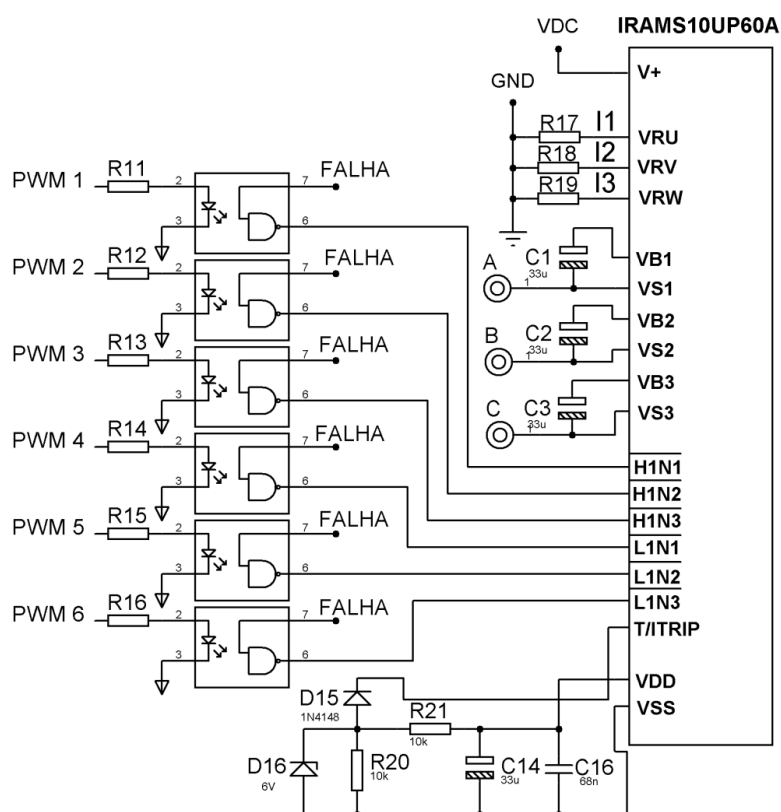 VDC
IRAMS10UP60A
V+
GND
R17 I1
VRU
R18 I2
VRV
R19 I3
VRW
PWM 1
R11
2
3
7
6
FALHA
PWM 2
R12
2
3
7
6
FALHA
PWM 3
R13
2
3
7
6
FALHA
PWM 4
R14
2
3
7
6
FALHA
PWM 5
R15
2
3
7
6
FALHA
PWM 6
R16
2
3
7
6
FALHA
A
1
C1
33u
VB1
VS1
B
1
C2
33u
VB2
VS2
C
1
C3
33u
VB3
VS3
H1N1
H1N2
H1N3
L1N1
L1N2
L1N3
T/ITRIP
VDD
VSS
D15
1N4148
R21
10k
D16
6V
R20
10k
C14
33u
C16
68n